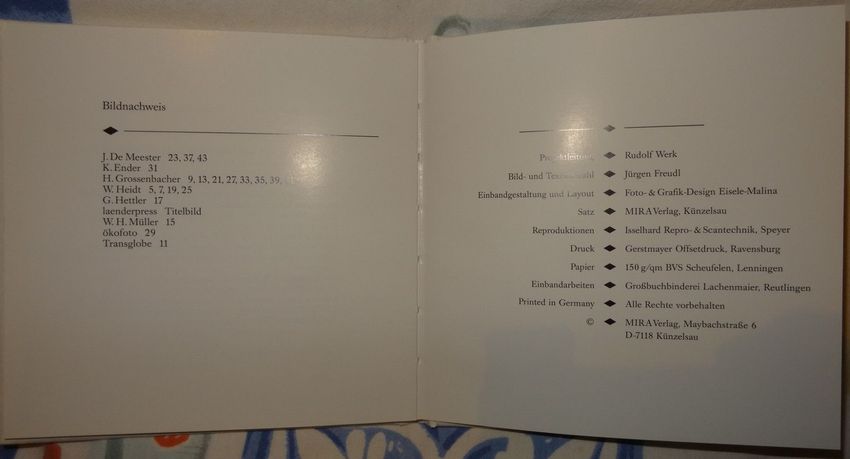 Bildnachweis
J. De Meester 23, 37, 43
K. Ender 31
H. Grossenbacher 9, 13, 21, 27, 33, 35, 39,
W. Heidt 5, 7, 19, 25
G. Hettler 17
laenderpress Titelbild
W. H. Müller 15
ökofoto 29
Transglobe 11
Projektleitung ◆ Rudolf Werk
Bild- und Textauswahl ◆ Jürgen Freudl
Einbandgestaltung und Layout ◆ Foto- & Grafik-Design Eisele-Malina
Satz ◆ MIRA Verlag, Künzelsau
Reproduktionen ◆ Isselhard Repro- & Scantechnik, Speyer
Druck ◆ Gerstmayer Offsetdruck, Ravensburg
Papier ◆ 150 g/qm BVS Scheufelen, Lenningen
Einbandarbeiten ◆ Großbuchbinderei Lachenmaier, Reutlingen
Printed in Germany ◆ Alle Rechte vorbehalten
© ◆ MIRA Verlag, Maybachstraße 6
D-7118 Künzelsau